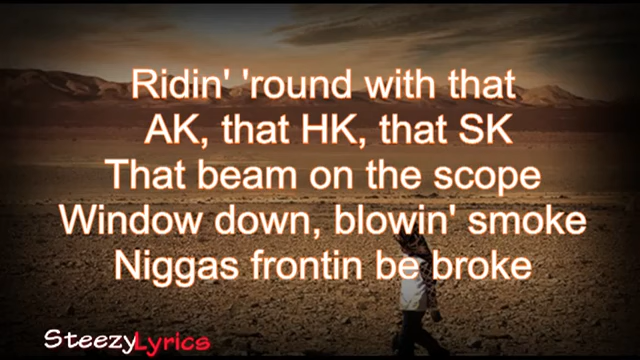 Ridin' 'round with that
AK, that HK, that SK
That beam on the scope
Window down, blowin' smoke
Niggas frontin be broke
SteezyLyrics